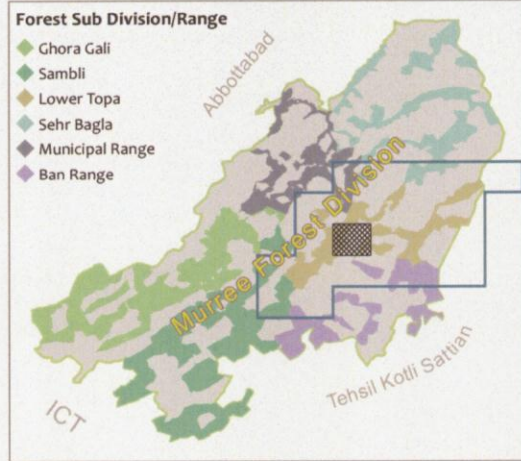 Forest Sub Division/Range
Ghora Gali
Sambli
Lower Topa
Sehr Bagla
Municipal Range
Ban Range
Abbottabad
Murree Forest Division
Tehsil Kotli Sattian
ICT